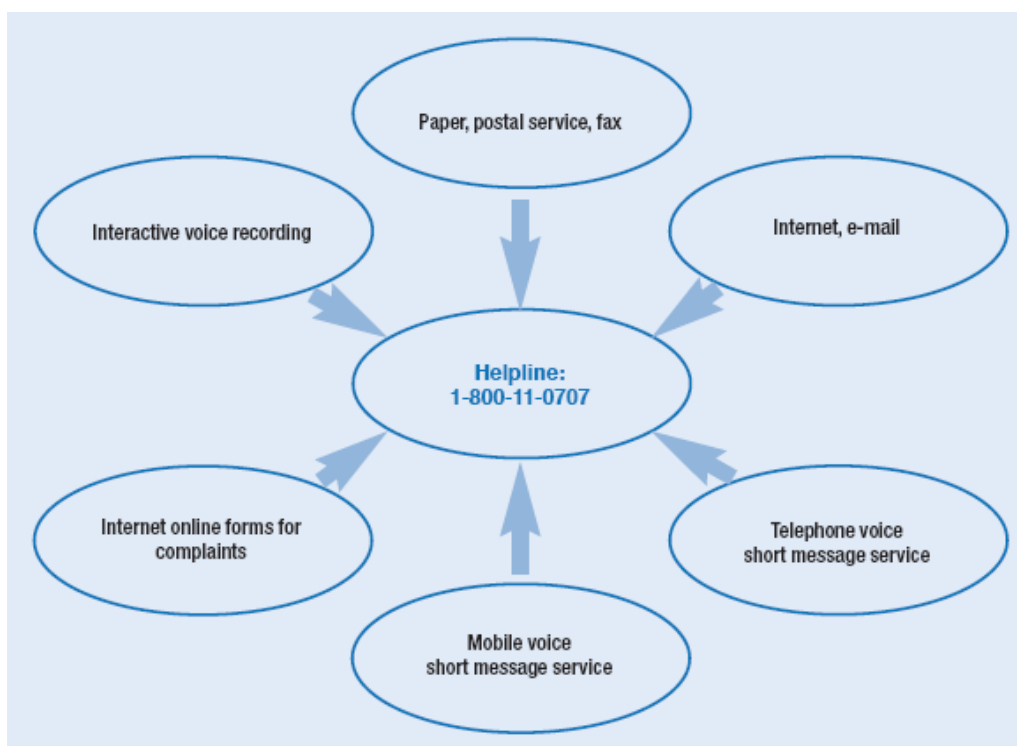 Paper, postal service, fax
Interactive voice recording
Internet, e-mail
Helpline:
1-800-11-0707
Internet online forms for
complaints
Telephone voice
short message service
Mobile voice
short message service